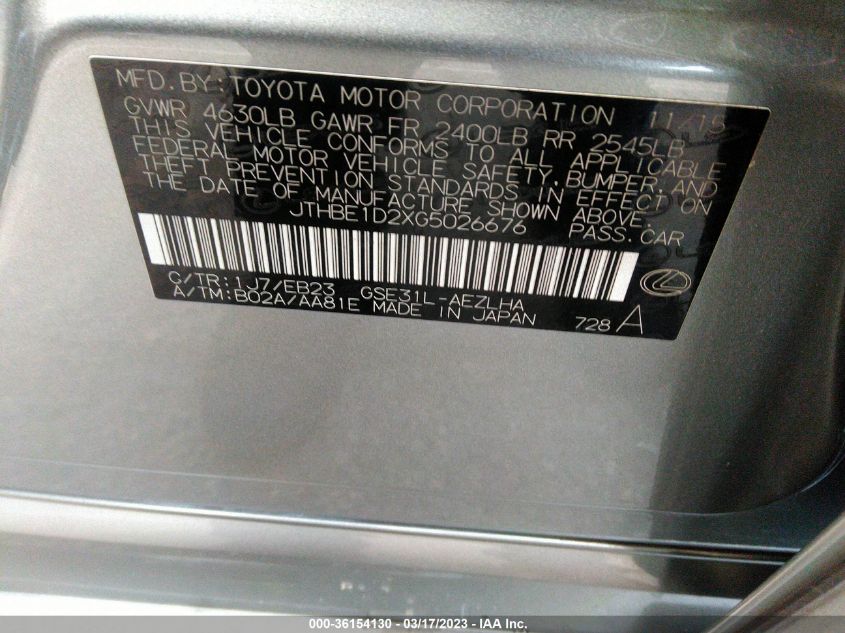 MFD. BY: TOYOTA MOTOR CORPORATION 11/15
GVWR 4630LB GAWR FR 2400LB RR 2545LB
THIS VEHICLE CONFORMS TO ALL APPLICABLE
FEDERAL MOTOR VEHICLE SAFETY, BUMPER, AND
THEFT PREVENTION STANDARDS IN EFFECT ON
THE DATE OF MANUFACTURE SHOWN ABOVE.
JTHBE1D2XG5026676 PASS. CAR
C/TR: 1J7/EB23 GSE31L-AEZLHA
A/TM: B02A/AA81E MADE IN JAPAN 728 A
000-36154130 - 03/17/2023 - IAA Inc.